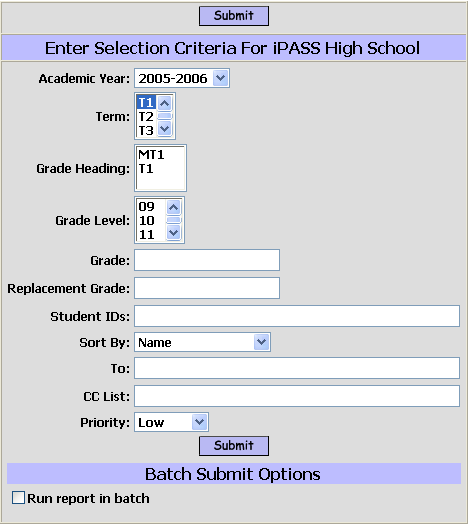 Submit
Enter Selection Criteria For iPASS High School
Academic Year: 2005-2006
Term: T1
T2
T3
Grade Heading: MT1
T1
Grade Level: 09
10
11
Grade:
Replacement Grade:
Student IDs:
Sort By: Name
To:
CC List:
Priority: Low
Submit
Batch Submit Options
Run report in batch